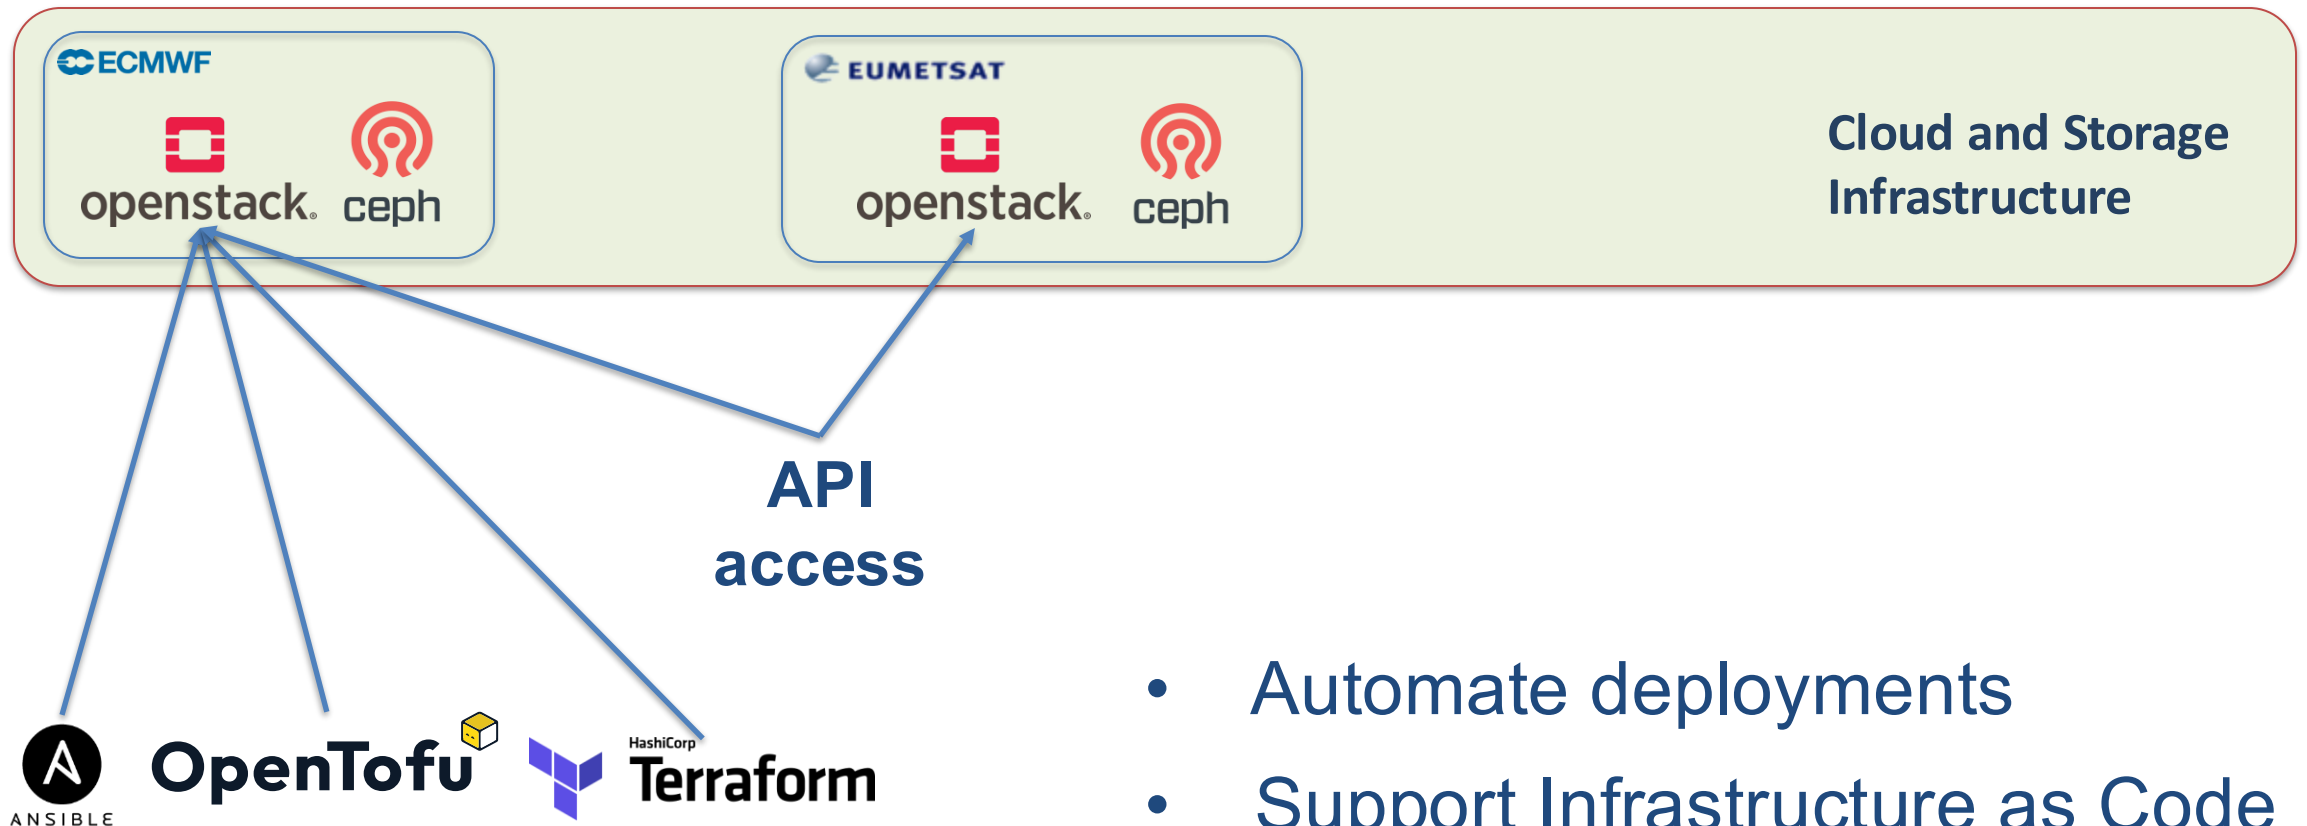 ECMWF
openstack.
ceph
EUMETSAT
openstack.
ceph
Cloud and Storage
Infrastructure
API
access
ANSIBLE
OpenTofu
HashiCorp
Terraform
• Automate deployments
• Support Infrastructure as Code